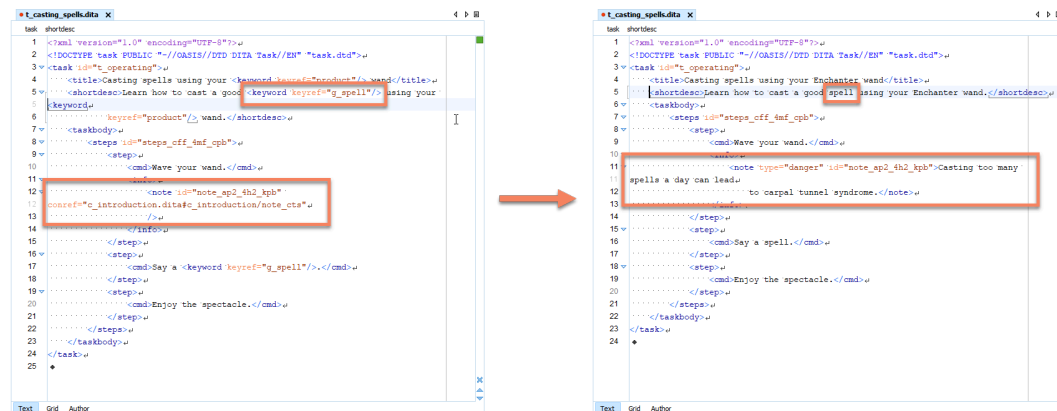 t_casting_spells.dita
task shortdesc
1 <?xml version="1.0" encoding="UTF-8"?>
2 <!DOCTYPE task PUBLIC "-//OASIS//DTD DITA Task//EN" "task.dtd">
3 <task id="t_operating">
4 <title>Casting spells using your <keyword keyref="product"/> wand</title>
5 <shortdesc>Learn how to cast a good <keyword keyref="g_spell"/> using your
5 <keyword
6 keyref="product"/> wand.</shortdesc>
7 <taskbody>
8 <steps id="steps_cff_4mf_cpb">
9 <step>
10 <cmd>Wave your wand.</cmd>
11 <info>
12 <note id="note_ap2_4h2_kpb"
12 conref="c_introduction.dita#c_introduction/note_cts"
13 />
14 </info>
15 </step>
16 <step>
17 <cmd>Say a <keyword keyref="g_spell"/>.</cmd>
18 </step>
19 <step>
20 <cmd>Enjoy the spectacle.</cmd>
21 </step>
22 </steps>
23 </taskbody>
24 </task>
25
Text Grid Author
t_casting_spells.dita
task shortdesc
1 <?xml version="1.0" encoding="UTF-8"?>
2 <!DOCTYPE task PUBLIC "-//OASIS//DTD DITA Task//EN" "task.dtd">
3 <task id="t_operating">
4 <title>Casting spells using your Enchanter wand</title>
5 <shortdesc>Learn how to cast a good spell using your Enchanter wand.</shortdesc>
6 <taskbody>
7 <steps id="steps_cff_4mf_cpb">
8 <step>
9 <cmd>Wave your wand.</cmd>
10 <info>
11 <note type="danger" id="note_ap2_4h2_kpb">Casting too many
11 spells a day can lead
12 to carpal tunnel syndrome.</note>
13 </info>
14 </step>
15 <step>
16 <cmd>Say a spell.</cmd>
17 </step>
18 <step>
19 <cmd>Enjoy the spectacle.</cmd>
20 </step>
21 </steps>
22 </taskbody>
23 </task>
24
Text Grid Author